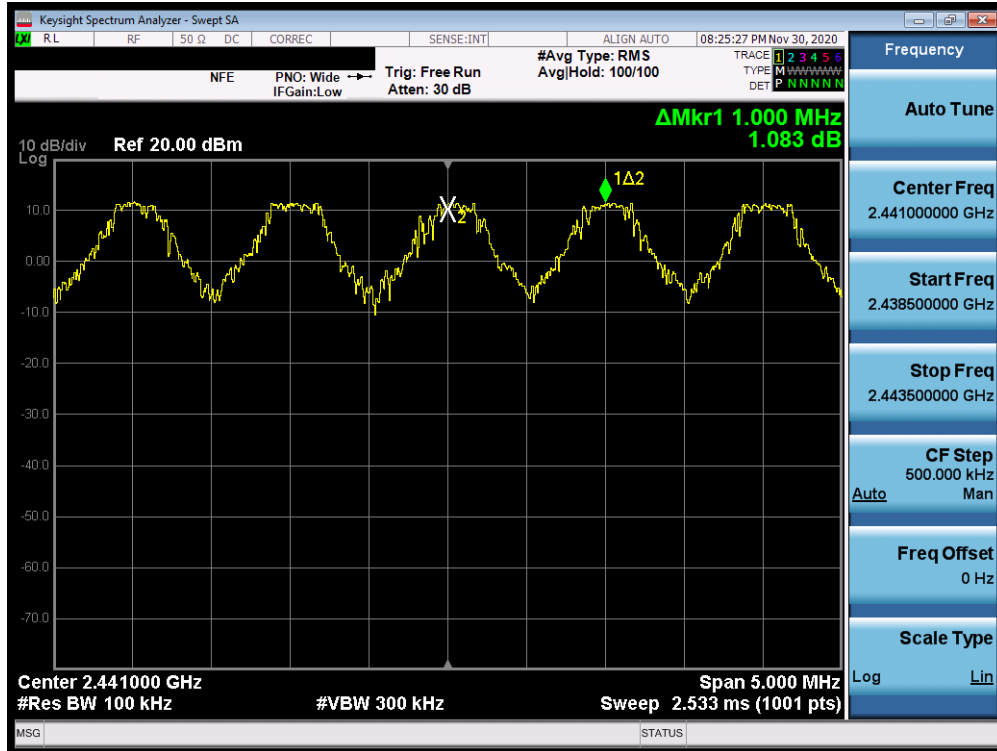 Keysight Spectrum Analyzer - Swept SA
LXI RL RF 50 Ω DC CORREC SENSE:INT ALIGN AUTO 08:25:27 PM Nov 30, 2020
NFE PNO: Wide Trig: Free Run #Avg Type: RMS TRACE 1 2 3 4 5 6
IFGain:Low Atten: 30 dB Avg|Hold: 100/100 TYPE M WWWWW
DET P N N N N N
ΔMkr1 1.000 MHz
1.083 dB
10 dB/div Ref 20.00 dBm
Log
1Δ2
10.0
X2
0.00
-10.0
-20.0
-30.0
-40.0
-50.0
-60.0
-70.0
Center 2.441000 GHz Span 5.000 MHz
#Res BW 100 kHz #VBW 300 kHz Sweep 2.533 ms (1001 pts)
MSG STATUS
Frequency
Auto Tune
Center Freq
2.441000000 GHz
Start Freq
2.438500000 GHz
Stop Freq
2.443500000 GHz
CF Step
500.000 kHz
Auto Man
Freq Offset
0 Hz
Scale Type
Log Lin